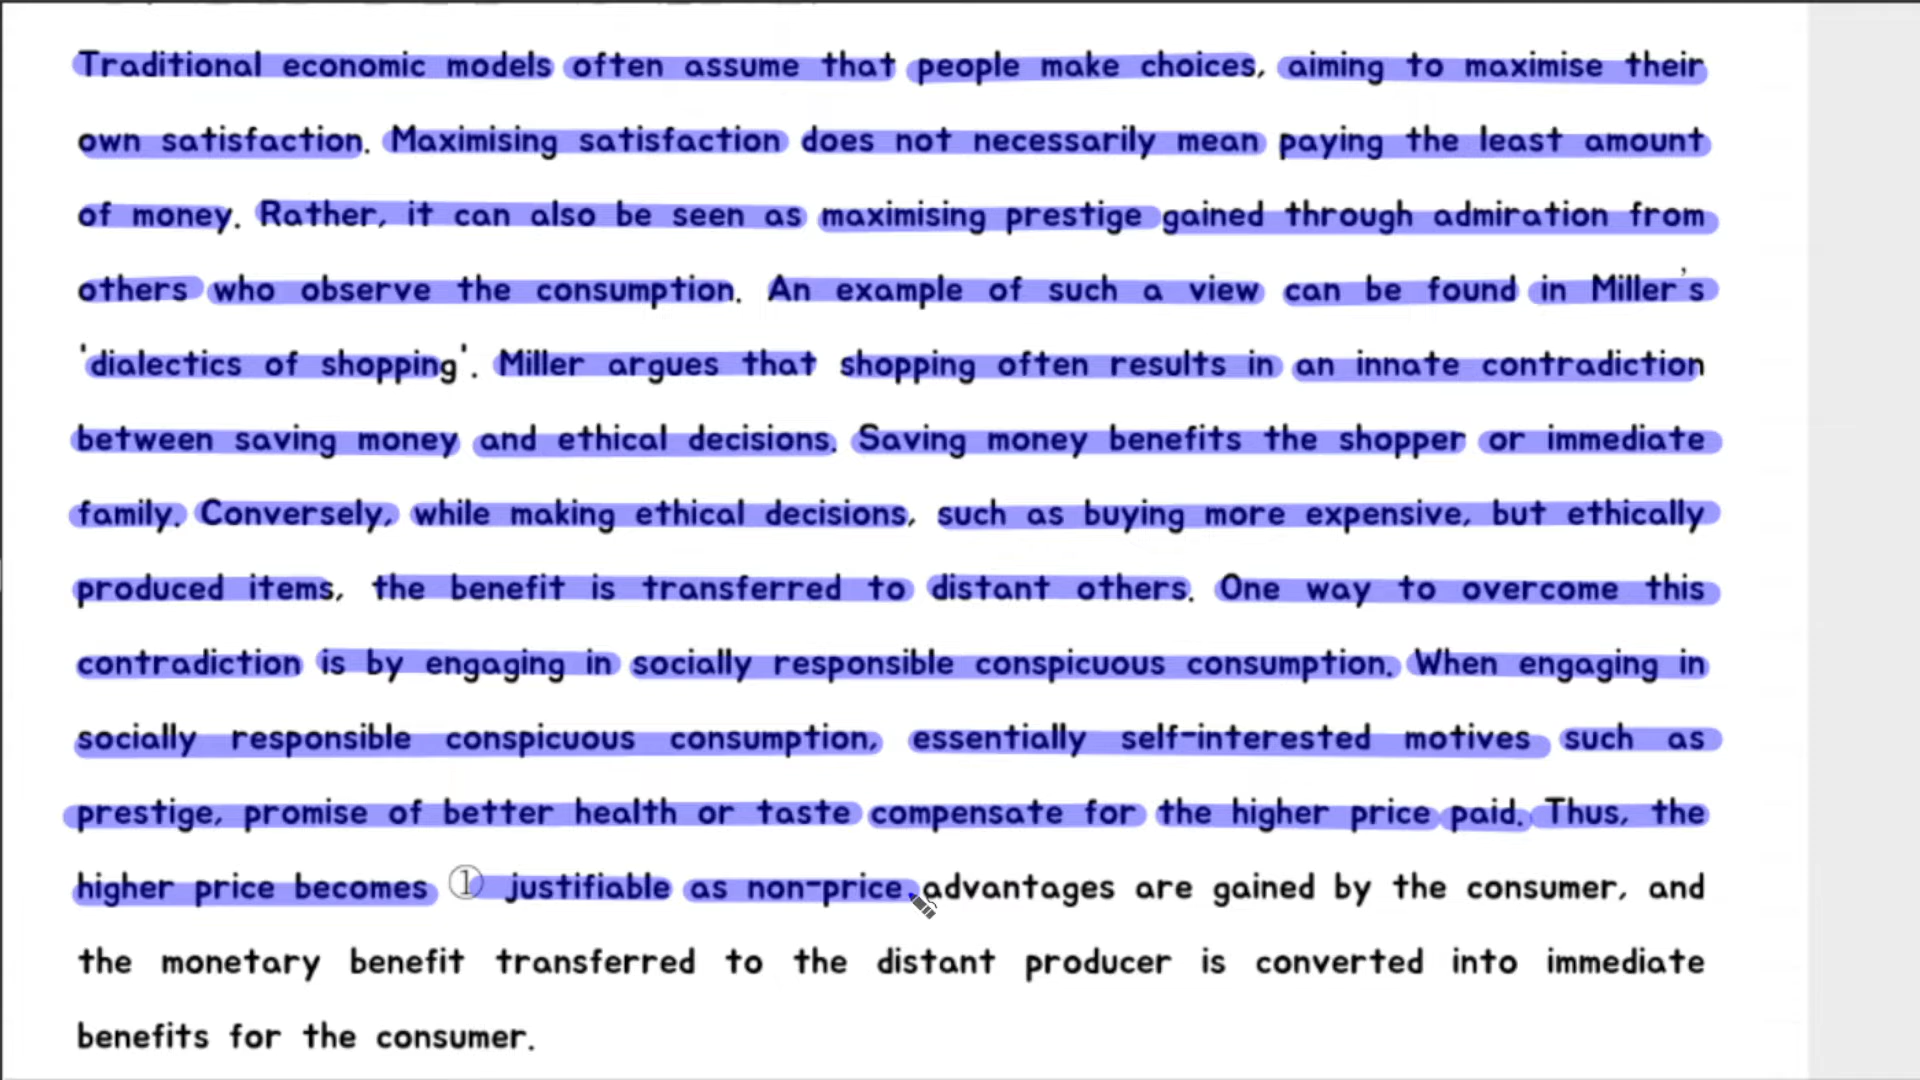 Traditional economic models often assume that people make choices, aiming to maximise their
own satisfaction. Maximising satisfaction does not necessarily mean paying the least amount
of money. Rather, it can also be seen as maximising prestige gained through admiration from
others who observe the consumption. An example of such a view can be found in Miller's
'dialectics of shopping'. Miller argues that shopping often results in an innate contradiction
between saving money and ethical decisions. Saving money benefits the shopper or immediate
family. Conversely, while making ethical decisions, such as buying more expensive, but ethically
produced items, the benefit is transferred to distant others. One way to overcome this
contradiction is by engaging in socially responsible conspicuous consumption. When engaging in
socially responsible conspicuous consumption, essentially self-interested motives such as
prestige, promise of better health or taste compensate for the higher price paid. Thus, the
higher price becomes ① justifiable as non-price advantages are gained by the consumer, and
the monetary benefit transferred to the distant producer is converted into immediate
benefits for the consumer.